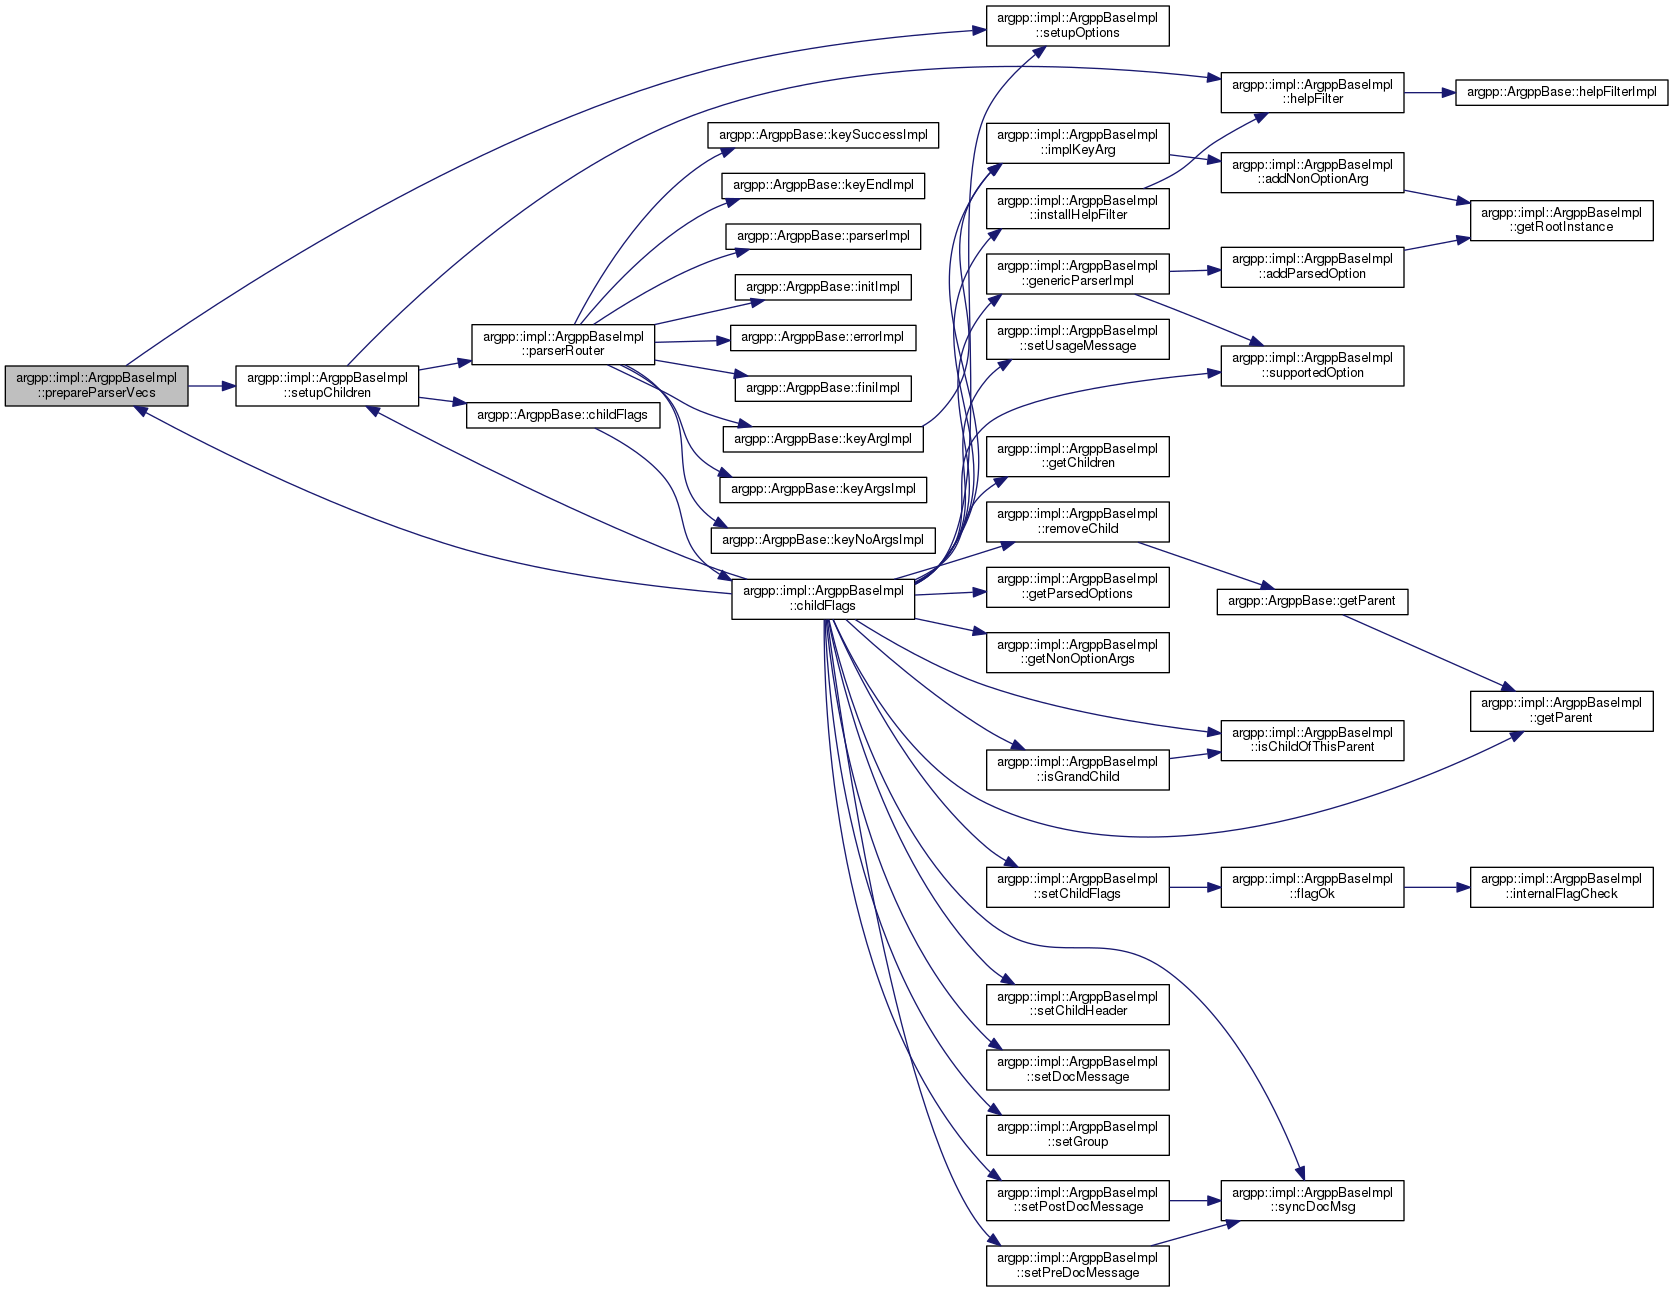 argpp::impl::ArgppBaseImpl
::prepareParserVecs
argpp::impl::ArgppBaseImpl
::setupChildren
argpp::impl::ArgppBaseImpl
::parserRouter
argpp::ArgppBase::childFlags
argpp::ArgppBase::keySuccessImpl
argpp::ArgppBase::keyEndImpl
argpp::ArgppBase::parserImpl
argpp::ArgppBase::initImpl
argpp::ArgppBase::errorImpl
argpp::ArgppBase::finiImpl
argpp::ArgppBase::keyArgImpl
argpp::ArgppBase::keyArgsImpl
argpp::ArgppBase::keyNoArgsImpl
argpp::impl::ArgppBaseImpl
::childFlags
argpp::impl::ArgppBaseImpl
::setupOptions
argpp::impl::ArgppBaseImpl
::implKeyArg
argpp::impl::ArgppBaseImpl
::installHelpFilter
argpp::impl::ArgppBaseImpl
::genericParserImpl
argpp::impl::ArgppBaseImpl
::setUsageMessage
argpp::impl::ArgppBaseImpl
::getChildren
argpp::impl::ArgppBaseImpl
::removeChild
argpp::impl::ArgppBaseImpl
::getParsedOptions
argpp::impl::ArgppBaseImpl
::getNonOptionArgs
argpp::impl::ArgppBaseImpl
::isGrandChild
argpp::impl::ArgppBaseImpl
::setChildFlags
argpp::impl::ArgppBaseImpl
::setChildHeader
argpp::impl::ArgppBaseImpl
::setDocMessage
argpp::impl::ArgppBaseImpl
::setGroup
argpp::impl::ArgppBaseImpl
::setPostDocMessage
argpp::impl::ArgppBaseImpl
::setPreDocMessage
argpp::impl::ArgppBaseImpl
::helpFilter
argpp::impl::ArgppBaseImpl
::addNonOptionArg
argpp::impl::ArgppBaseImpl
::addParsedOption
argpp::impl::ArgppBaseImpl
::supportedOption
argpp::ArgppBase::getParent
argpp::impl::ArgppBaseImpl
::isChildOfThisParent
argpp::impl::ArgppBaseImpl
::flagOk
argpp::impl::ArgppBaseImpl
::syncDocMsg
argpp::ArgppBase::helpFilterImpl
argpp::impl::ArgppBaseImpl
::getRootInstance
argpp::impl::ArgppBaseImpl
::getParent
argpp::impl::ArgppBaseImpl
::internalFlagCheck